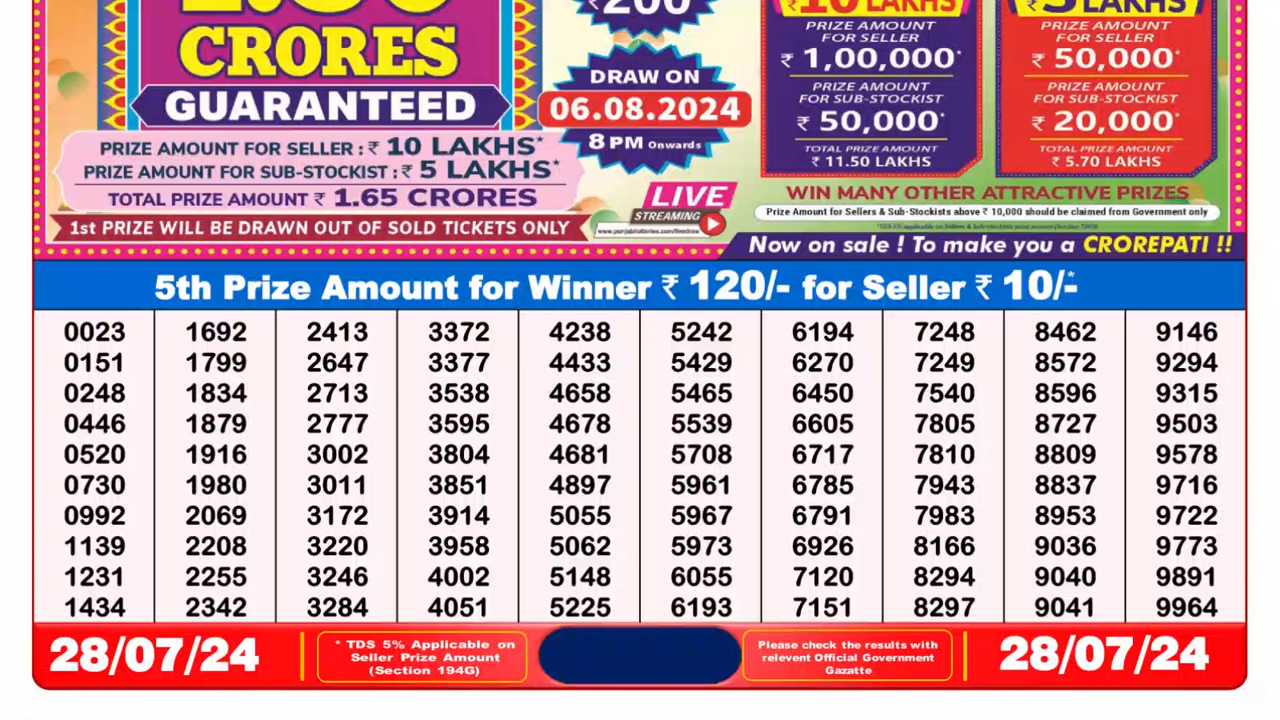 CRORES
GUARANTEED
PRIZE AMOUNT FOR SELLER : ₹ 10 LAKHS*
PRIZE AMOUNT FOR SUB-STOCKIST : ₹ 5 LAKHS*
TOTAL PRIZE AMOUNT ₹ 1.65 CRORES
1st PRIZE WILL BE DRAWN OUT OF SOLD TICKETS ONLY
₹200
DRAW ON
06.08.2024
8 PM Onwards
LIVE
STREAMING
www.punjablotteries.com/livedraw
₹10 LAKHS
PRIZE AMOUNT
FOR SELLER
₹ 1,00,000*
PRIZE AMOUNT
FOR SUB-STOCKIST
₹ 50,000*
TOTAL PRIZE AMOUNT
₹ 11.50 LAKHS
₹5 LAKHS
PRIZE AMOUNT
FOR SELLER
₹ 50,000*
PRIZE AMOUNT
FOR SUB-STOCKIST
₹ 20,000*
TOTAL PRIZE AMOUNT
₹ 5.70 LAKHS
WIN MANY OTHER ATTRACTIVE PRIZES
Prize Amount for Sellers & Sub-Stockists above ₹ 10,000 should be claimed from Government only
Now on sale ! To make you a CROREPATI !!
5th Prize Amount for Winner ₹ 120/- for Seller ₹ 10/-*
0023 1692 2413 3372 4238 5242 6194 7248 8462 9146
0151 1799 2647 3377 4433 5429 6270 7249 8572 9294
0248 1834 2713 3538 4658 5465 6450 7540 8596 9315
0446 1879 2777 3595 4678 5539 6605 7805 8727 9503
0520 1916 3002 3804 4681 5708 6717 7810 8809 9578
0730 1980 3011 3851 4897 5961 6785 7943 8837 9716
0992 2069 3172 3914 5055 5967 6791 7983 8953 9722
1139 2208 3220 3958 5062 5973 6926 8166 9036 9773
1231 2255 3246 4002 5148 6055 7120 8294 9040 9891
1434 2342 3284 4051 5225 6193 7151 8297 9041 9964
28/07/24
* TDS 5% Applicable on
Seller Prize Amount
(Section 194G)
Please check the results with
relevent Official Government
Gazatte
28/07/24